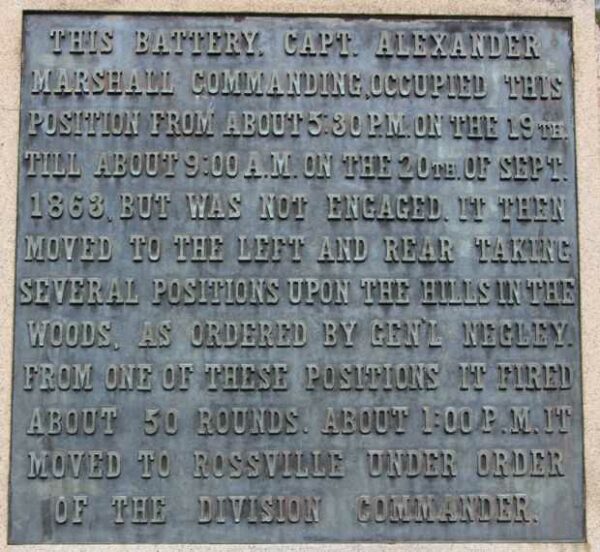 THIS BATTERY. CAPT. ALEXANDER
MARSHALL COMMANDING, OCCUPIED THIS
POSITION FROM ABOUT 5:30 P.M. ON THE 19TH.
TILL ABOUT 9:00 A.M. ON THE 20TH. OF SEPT.
1863, BUT WAS NOT ENGAGED. IT THEN
MOVED TO THE LEFT AND REAR TAKING
SEVERAL POSITIONS UPON THE HILLS IN THE
WOODS, AS ORDERED BY GEN'L NEGLEY.
FROM ONE OF THESE POSITIONS IT FIRED
ABOUT 50 ROUNDS. ABOUT 1:00 P.M. IT
MOVED TO ROSSVILLE UNDER ORDER
OF THE DIVISION COMMANDER.